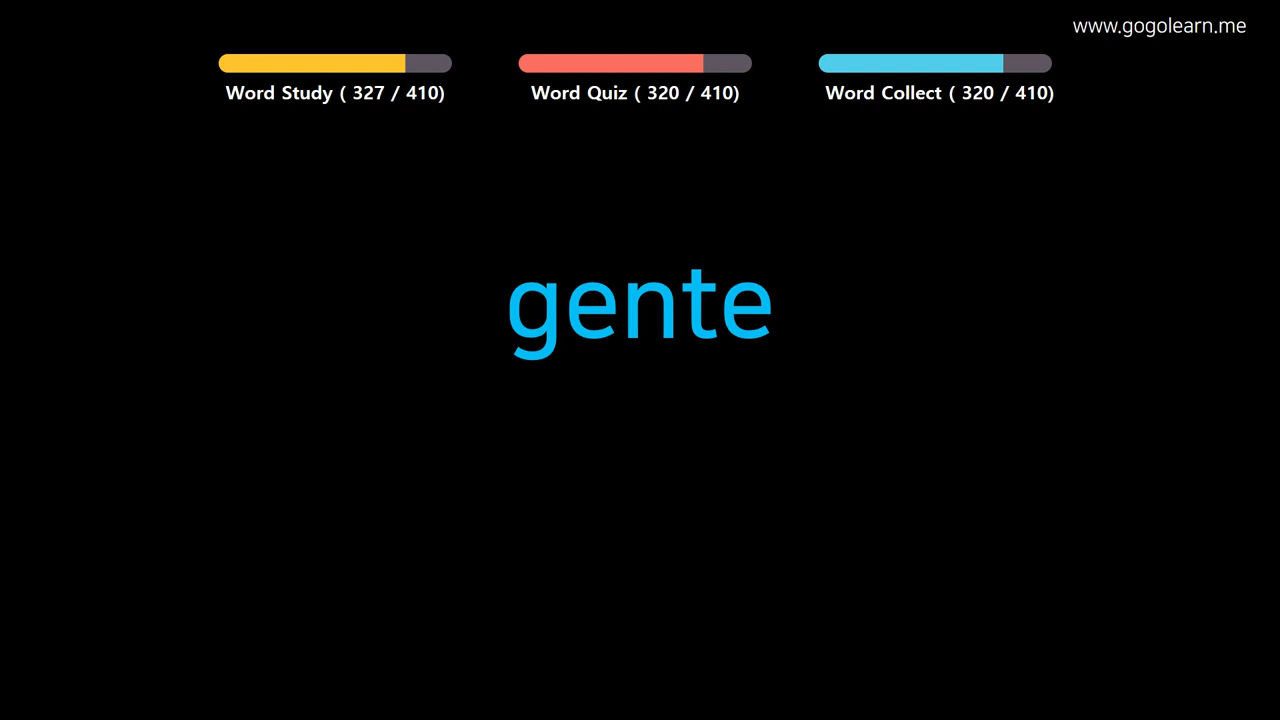 www.gogolearn.me
Word Study ( 327 / 410)
Word Quiz ( 320 / 410)
Word Collect ( 320 / 410)
gente